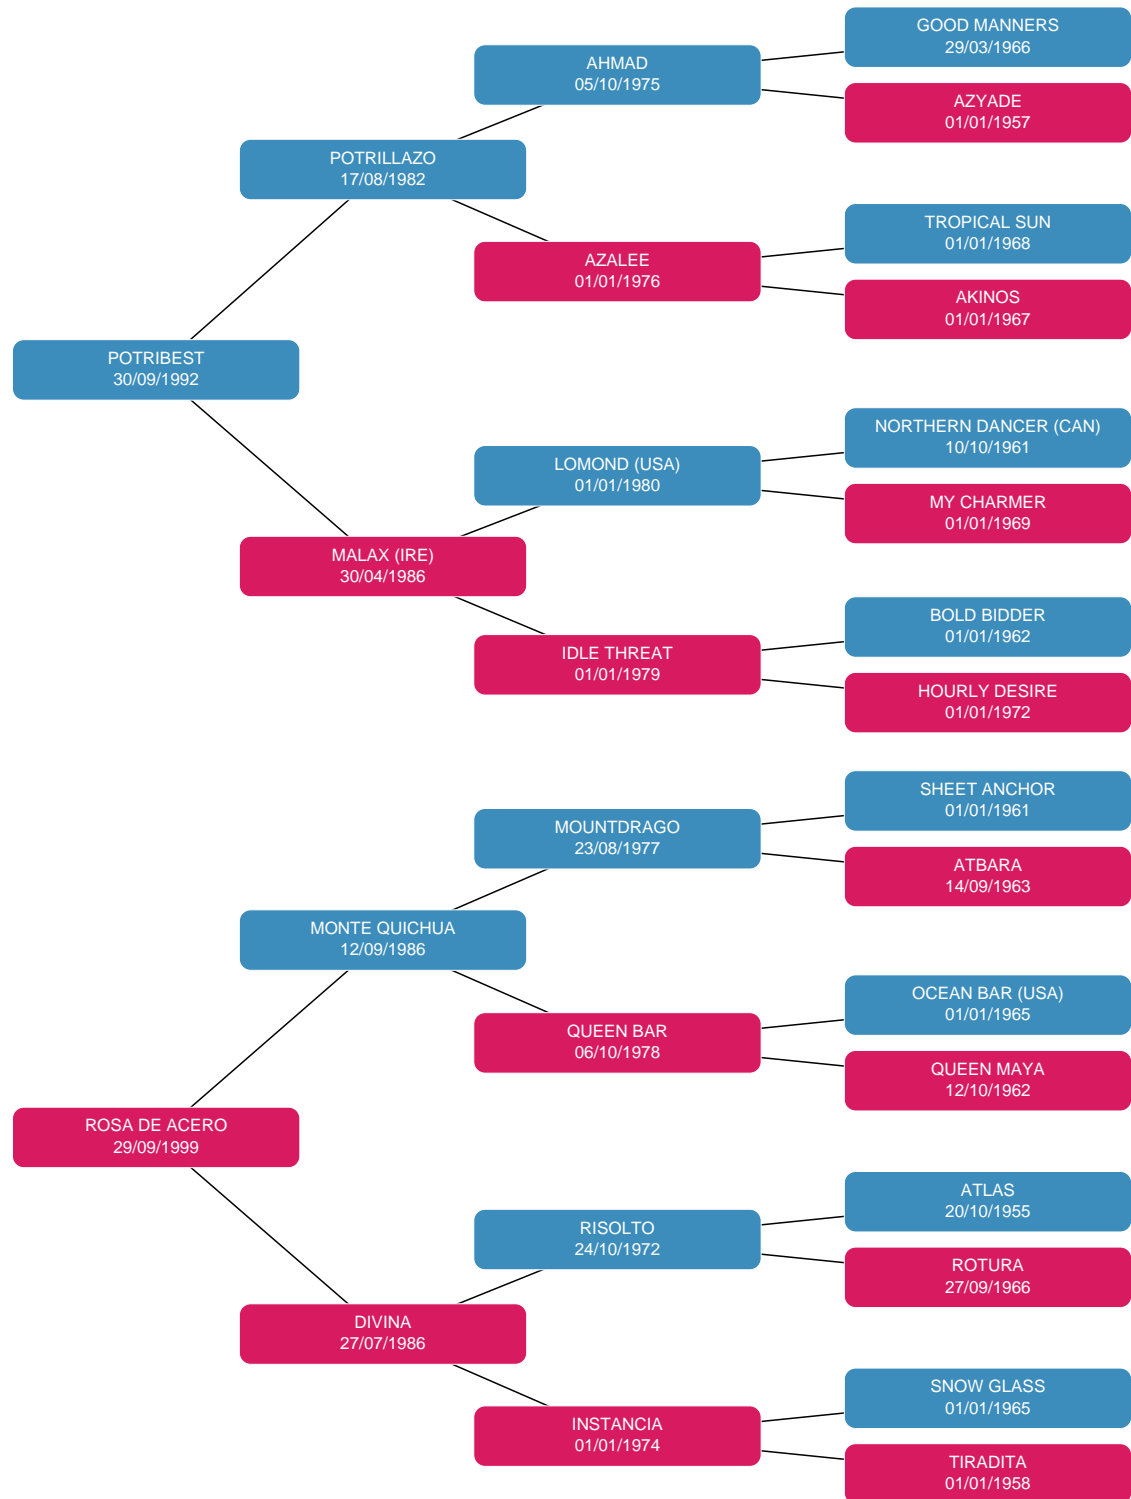 GOOD MANNERS
29/03/1966
AHMAD
05/10/1975
AZYADE
01/01/1957
POTRILLAZO
17/08/1982
TROPICAL SUN
01/01/1968
AZALEE
01/01/1976
AKINOS
01/01/1967
POTRIBEST
30/09/1992
NORTHERN DANCER (CAN)
10/10/1961
LOMOND (USA)
01/01/1980
MY CHARMER
01/01/1969
MALAX (IRE)
30/04/1986
BOLD BIDDER
01/01/1962
IDLE THREAT
01/01/1979
HOURLY DESIRE
01/01/1972
SHEET ANCHOR
01/01/1961
MOUNTDRAGO
23/08/1977
ATBARA
14/09/1963
MONTE QUICHUA
12/09/1986
OCEAN BAR (USA)
01/01/1965
QUEEN BAR
06/10/1978
QUEEN MAYA
12/10/1962
ROSA DE ACERO
29/09/1999
ATLAS
20/10/1955
RISOLTO
24/10/1972
ROTURA
27/09/1966
DIVINA
27/07/1986
SNOW GLASS
01/01/1965
INSTANCIA
01/01/1974
TIRADITA
01/01/1958